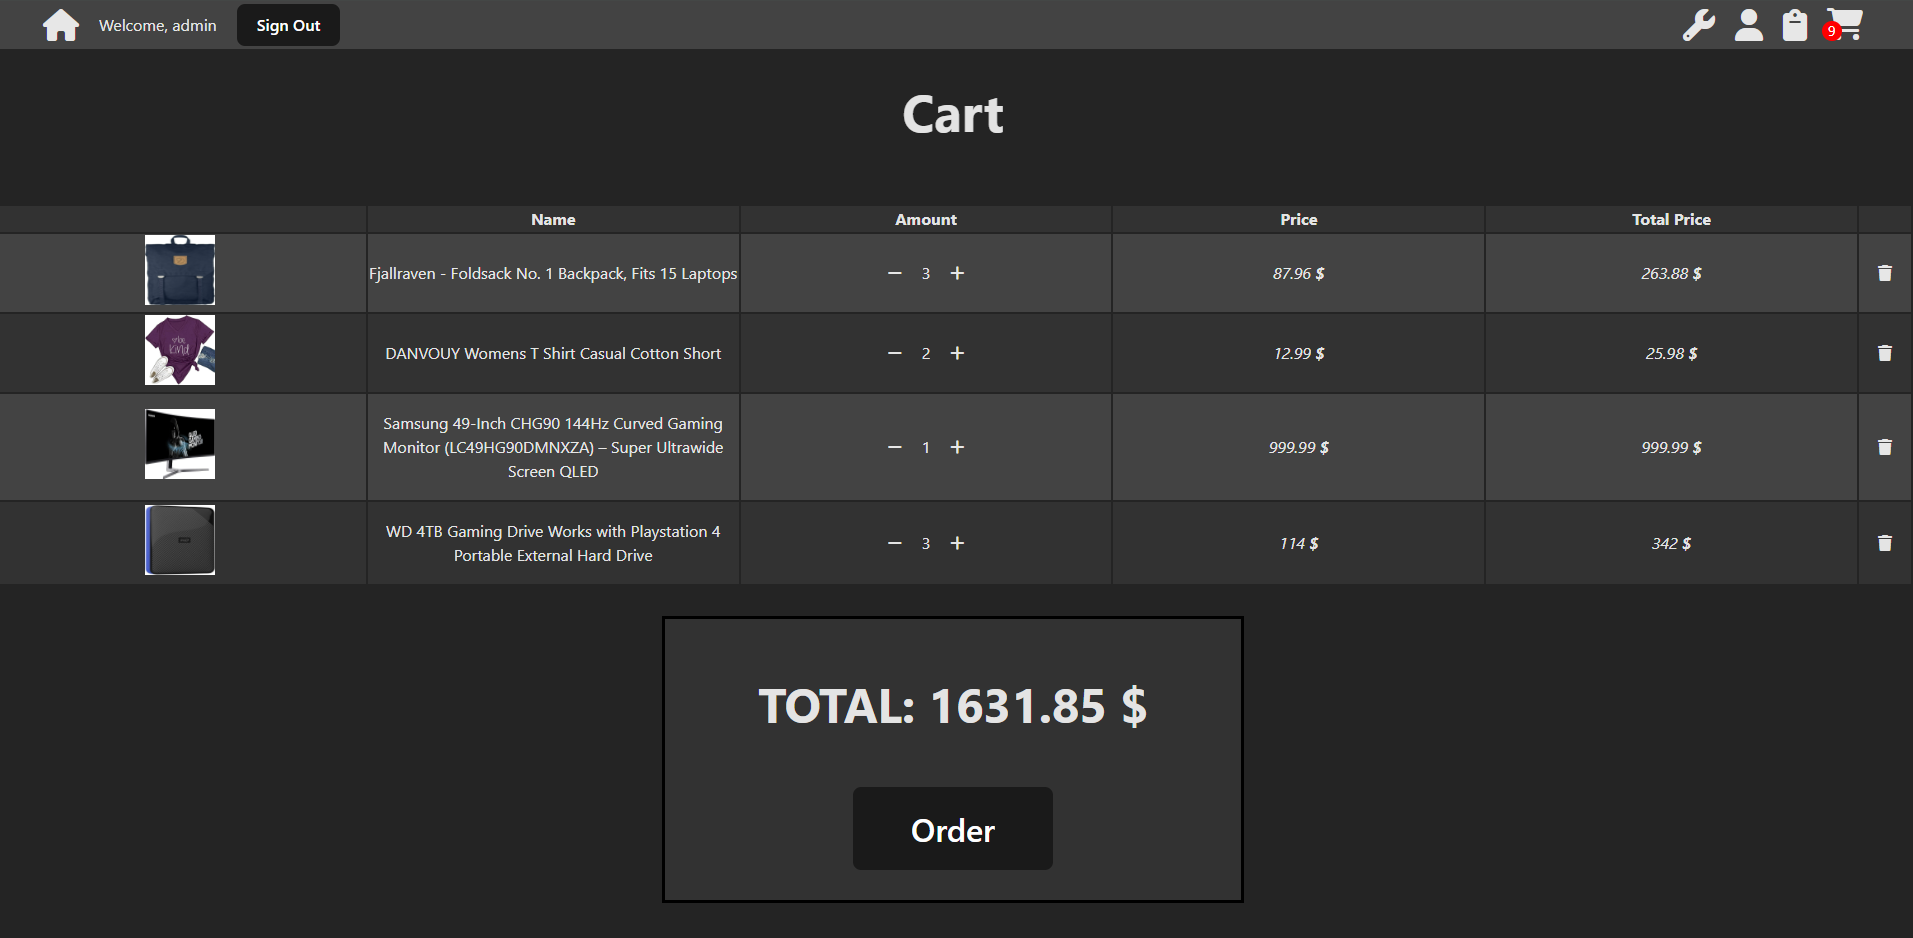 Welcome, admin
Sign Out
9
Cart
Name
Amount
Price
Total Price
Fjallraven - Foldsack No. 1 Backpack, Fits 15 Laptops
3
87.96 $
263.88 $
kind
DANVOUY Womens T Shirt Casual Cotton Short
2
12.99 $
25.98 $
Samsung 49-Inch CHG90 144Hz Curved Gaming
Monitor (LC49HG90DMNXZA) – Super Ultrawide
Screen QLED
1
999.99 $
999.99 $
WD 4TB Gaming Drive Works with Playstation 4
Portable External Hard Drive
3
114 $
342 $
TOTAL: 1631.85 $
Order